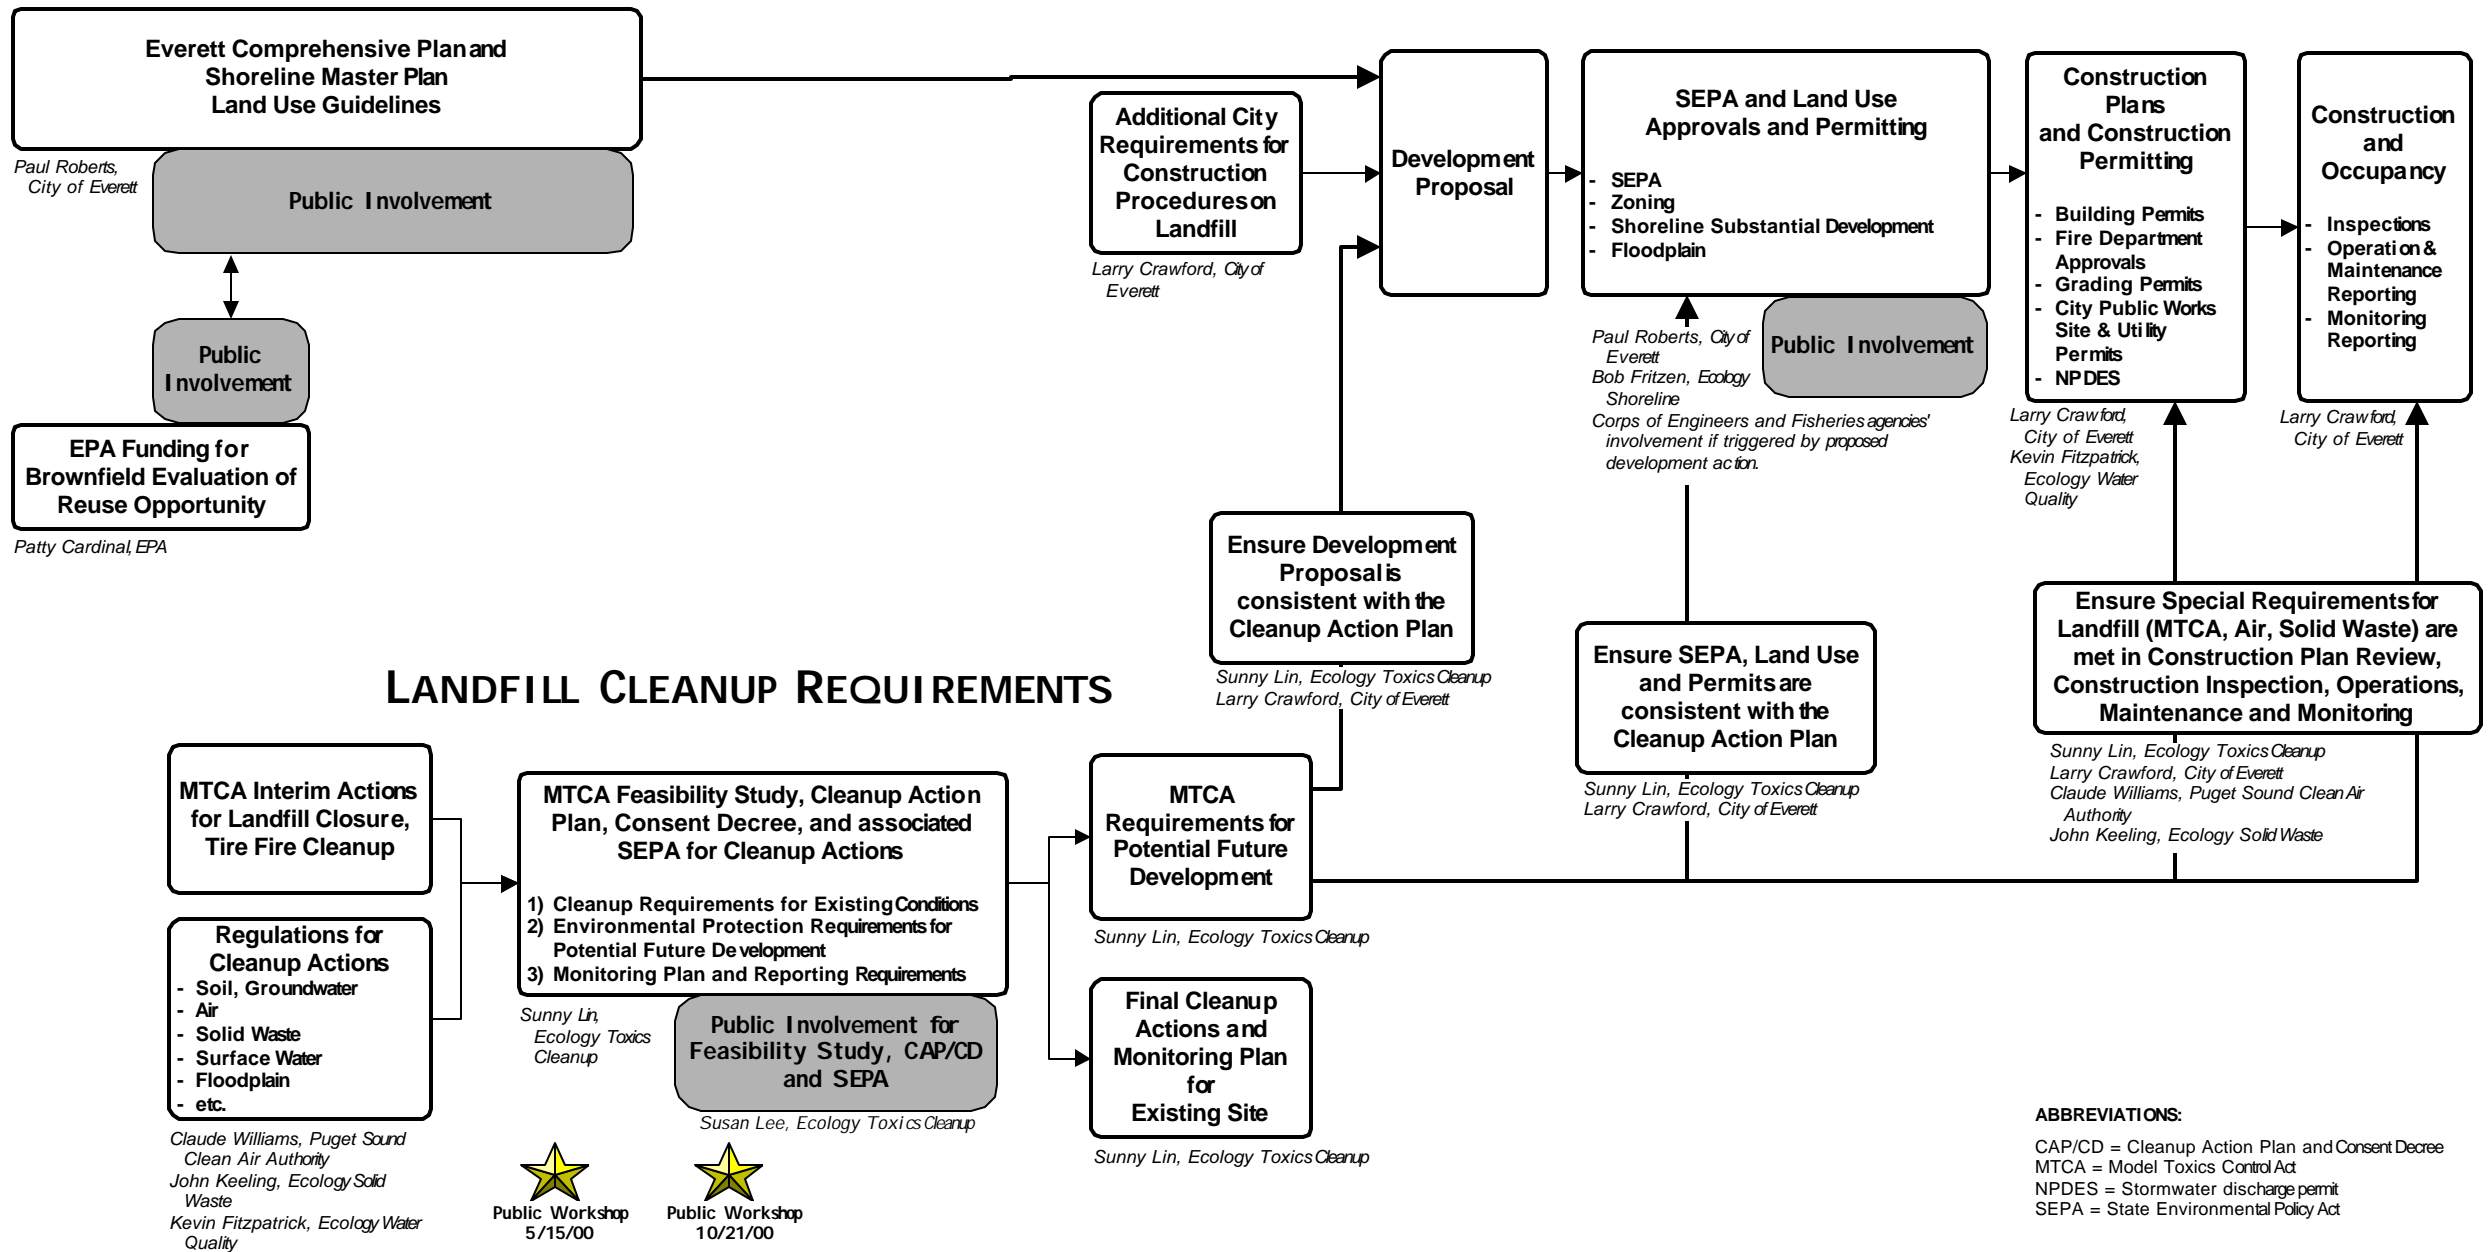 Everett Comprehensive Plan and
Shoreline Master Plan
Land Use Guidelines
Paul Roberts,
City of Everett
Public Involvement
Public
Involvement
EPA Funding for
Brownfield Evaluation of
Reuse Opportunity
Patty Cardinal, EPA
Additional City
Requirements for
Construction
Procedures on
Landfill
Larry Crawford, City of
Everett
Development
Proposal
SEPA and Land Use
Approvals and Permitting
- SEPA
- Zoning
- Shoreline Substantial Development
- Floodplain
Paul Roberts, City of
Everett
Bob Fritzen, Ecology
Shoreline
Corps of Engineers and Fisheries agencies'
involvement if triggered by proposed
development action.
Public Involvement
Construction
Plans
and Construction
Permitting
- Building Permits
- Fire Department
Approvals
- Grading Permits
- City Public Works
Site & Utility
Permits
- NPDES
Larry Crawford,
City of Everett
Kevin Fitzpatrick,
Ecology Water
Quality
Construction
and
Occupancy
- Inspections
- Operation &
Maintenance
Reporting
- Monitoring
Reporting
Larry Crawford,
City of Everett
Ensure Development
Proposal is
consistent with the
Cleanup Action Plan
Sunny Lin, Ecology Toxics Cleanup
Larry Crawford, City of Everett
Ensure SEPA, Land Use
and Permits are
consistent with the
Cleanup Action Plan
Sunny Lin, Ecology Toxics Cleanup
Larry Crawford, City of Everett
Ensure Special Requirements for
Landfill (MTCA, Air, Solid Waste) are
met in Construction Plan Review,
Construction Inspection, Operations,
Maintenance and Monitoring
Sunny Lin, Ecology Toxics Cleanup
Larry Crawford, City of Everett
Claude Williams, Puget Sound Clean Air
Authority
John Keeling, Ecology Solid Waste
LANDFILL CLEANUP REQUIREMENTS
MTCA Interim Actions
for Landfill Closure,
Tire Fire Cleanup
Regulations for
Cleanup Actions
- Soil, Groundwater
- Air
- Solid Waste
- Surface Water
- Floodplain
- etc.
Claude Williams, Puget Sound
Clean Air Authority
John Keeling, Ecology Solid
Waste
Kevin Fitzpatrick, Ecology Water
Quality
MTCA Feasibility Study, Cleanup Action
Plan, Consent Decree, and associated
SEPA for Cleanup Actions
1) Cleanup Requirements for Existing Conditions
2) Environmental Protection Requirements for
Potential Future Development
3) Monitoring Plan and Reporting Requirements
Sunny Lin,
Ecology Toxics
Cleanup
Public Involvement for
Feasibility Study, CAP/CD
and SEPA
Susan Lee, Ecology Toxics Cleanup
Public Workshop
5/15/00
Public Workshop
10/21/00
MTCA
Requirements for
Potential Future
Development
Sunny Lin, Ecology Toxics Cleanup
Final Cleanup
Actions and
Monitoring Plan
for
Existing Site
Sunny Lin, Ecology Toxics Cleanup
ABBREVIATIONS:
CAP/CD = Cleanup Action Plan and Consent Decree
MTCA = Model Toxics Control Act
NPDES = Stormwater discharge permit
SEPA = State Environmental Policy Act